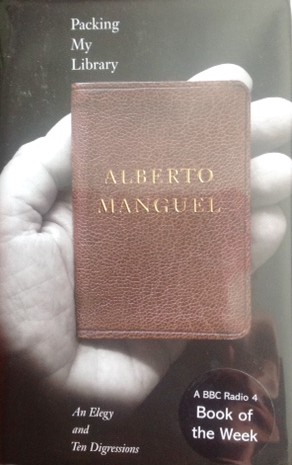 Packing
My
Library
ALBERTO
MANGUEL
An Elegy
and
Ten Digressions
A BBC Radio 4
Book of
the Week